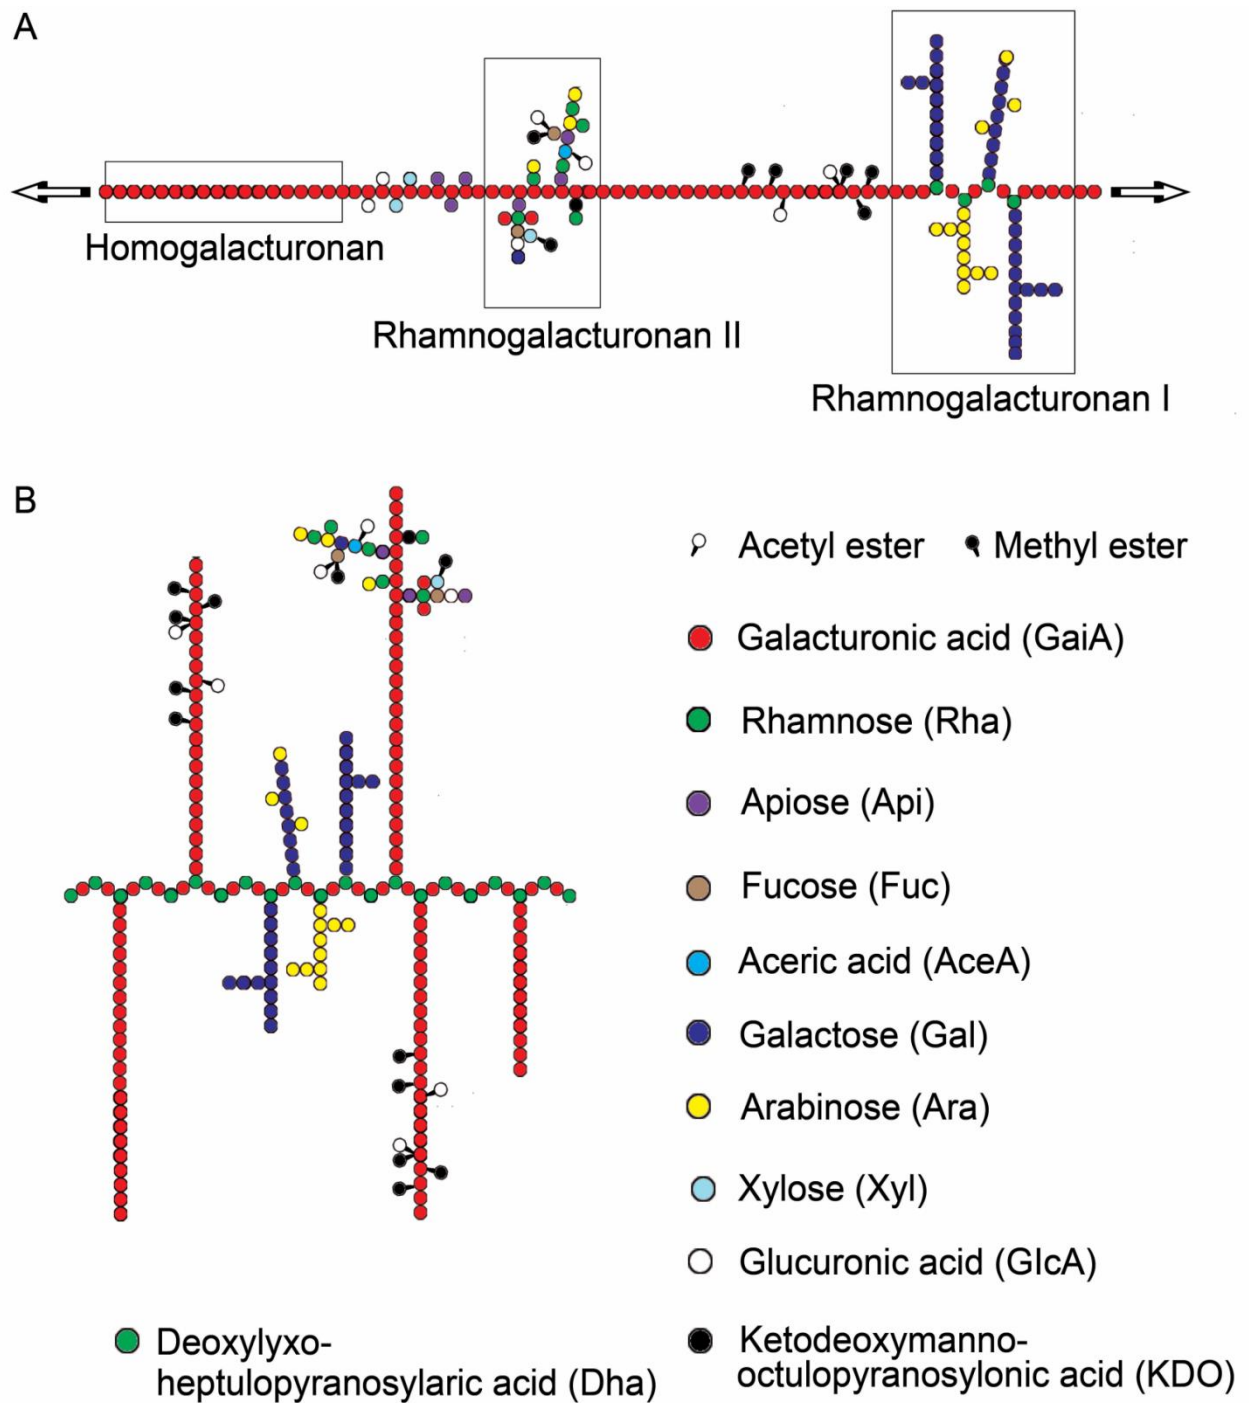 A
Homogalacturonan
Rhamnogalacturonan II
Rhamnogalacturonan I
B
Acetyl ester
Methyl ester
Galacturonic acid (GaiA)
Rhamnose (Rha)
Apiose (Api)
Fucose (Fuc)
Aceric acid (AceA)
Galactose (Gal)
Arabinose (Ara)
Xylose (Xyl)
Glucuronic acid (GlcA)
Deoxylyxo-
heptulopyranosylaric acid (Dha)
Ketodeoxymanno-
octulopyranosylonic acid (KDO)